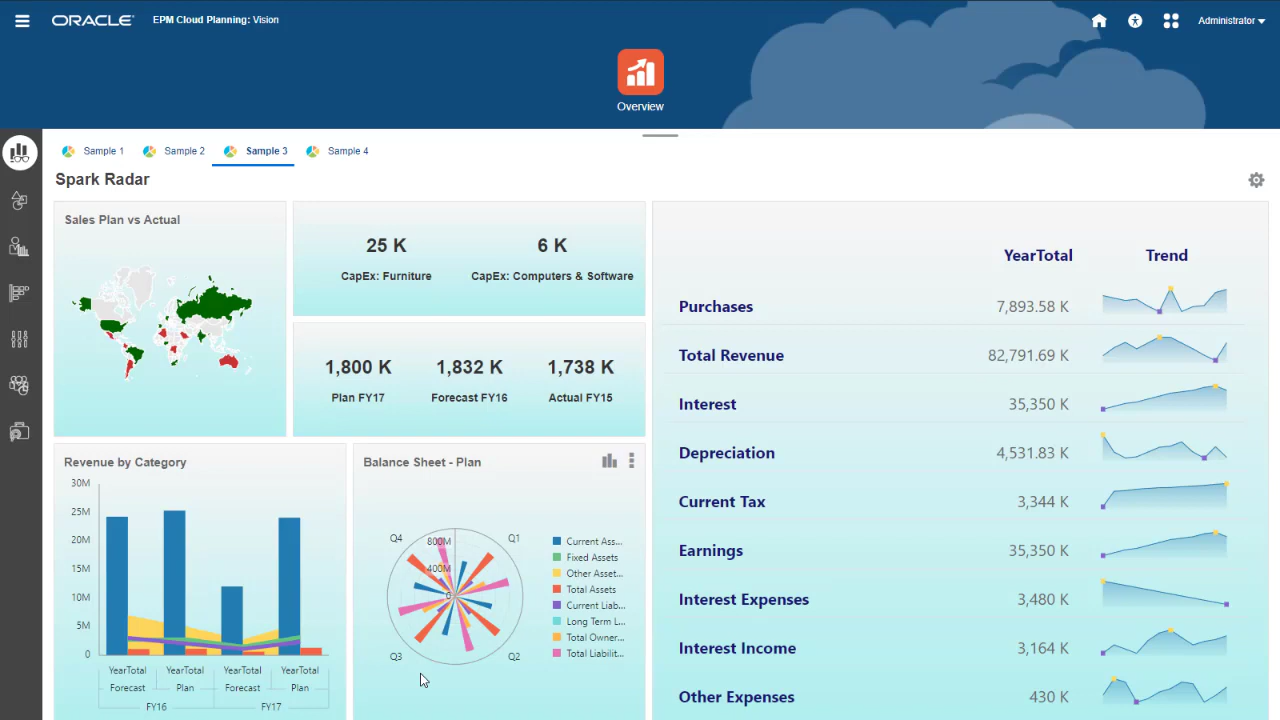 ORACLE EPM Cloud Planning: Vision
Administrator
Overview
Sample 1 Sample 2 Sample 3 Sample 4
Spark Radar
Sales Plan vs Actual
25 K 6 K
CapEx: Furniture CapEx: Computers & Software
1,800 K 1,832 K 1,738 K
Plan FY17 Forecast FY16 Actual FY15
Revenue by Category
30M
25M
20M
15M
10M
5M
0
YearTotal YearTotal YearTotal YearTotal
Forecast Plan Forecast Plan
FY16 FY17
Balance Sheet - Plan
Q4 800M Q1
400M
0
Q3 Q2
Current Ass...
Fixed Assets
Other Asset...
Total Assets
Current Liab...
Long Term L...
Total Owner...
Total Liabilit...
YearTotal Trend
Purchases 7,893.58 K
Total Revenue 82,791.69 K
Interest 35,350 K
Depreciation 4,531.83 K
Current Tax 3,344 K
Earnings 35,350 K
Interest Expenses 3,480 K
Interest Income 3,164 K
Other Expenses 430 K